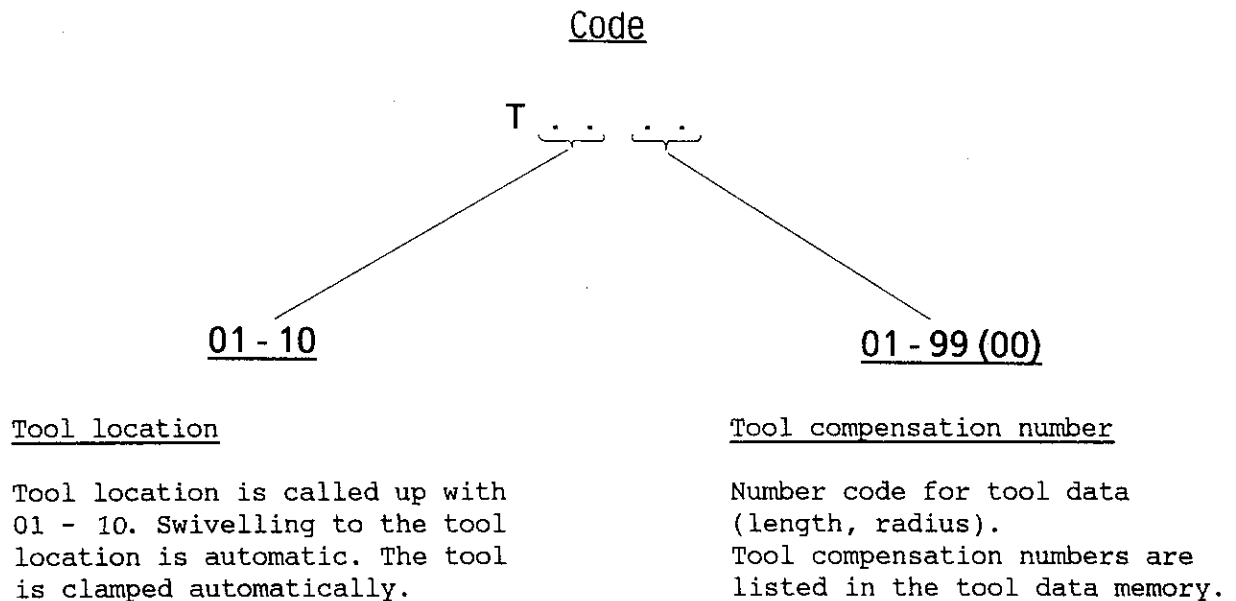 Code
T . . . .
01 - 10
01 - 99 (00)
Tool location
Tool location is called up with
01 - 10. Swivelling to the tool
location is automatic. The tool
is clamped automatically.
Tool compensation number
Number code for tool data
(length, radius).
Tool compensation numbers are
listed in the tool data memory.